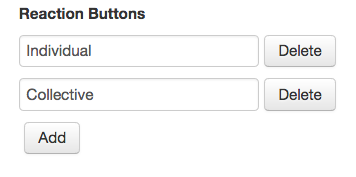 Reaction Buttons
Individual Delete
Collective Delete
Add